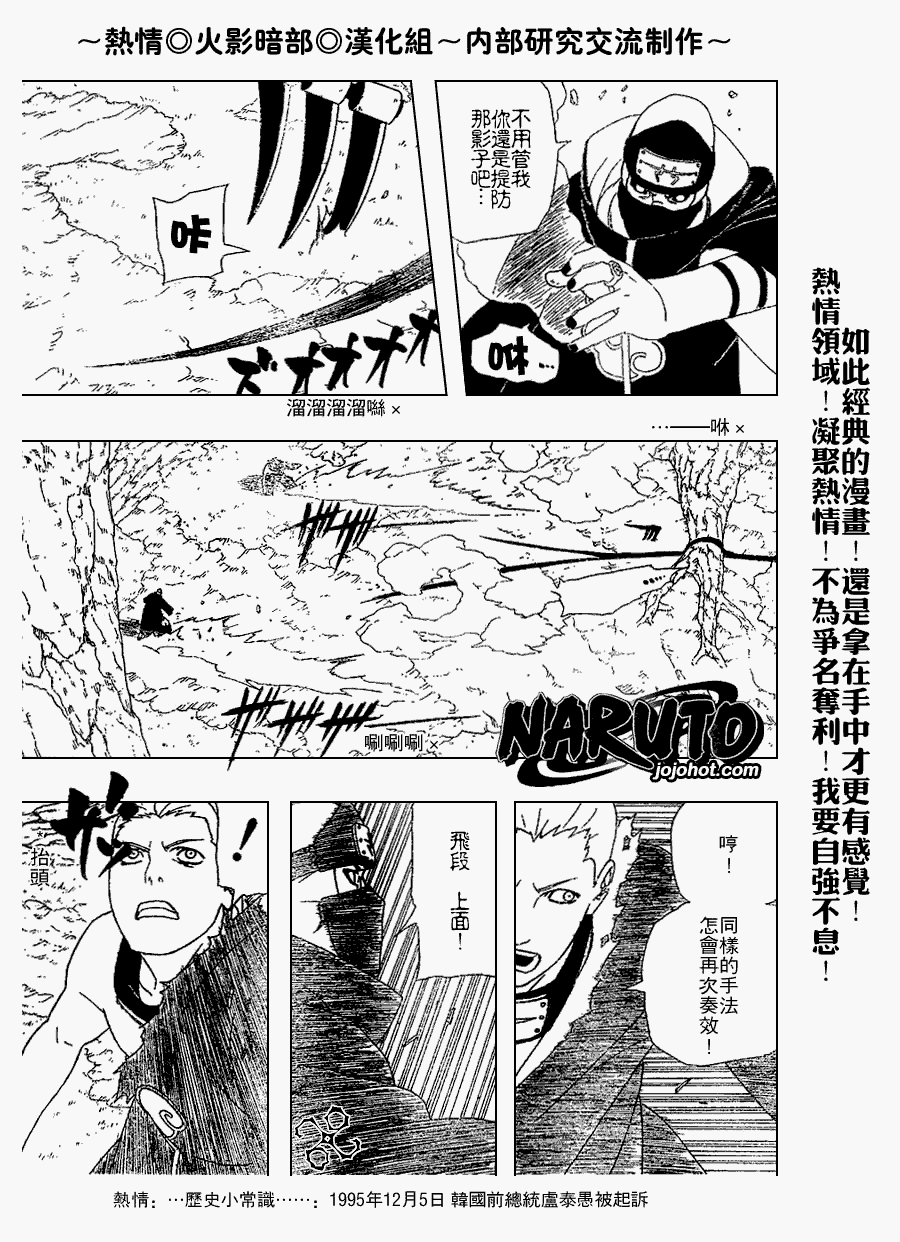 ～熱情◎火影暗部◎漢化組～内部研究交流制作～
不用管我
你還是提防
那影子吧…
咻…
咔
ズオオオオ
溜溜溜溜噝 ×
…——咻 ×
唰唰唰 ×
NARUTO
jojohot.com
哼！
同樣的手法
怎會再次奏效！
飛段 上面！
！
ザッ
抬頭
如此經典的漫畫！還是拿在手中才更有感覺！
熱情領域！凝聚熱情！不為爭名奪利！我要自強不息！
熱情：…歷史小常識……：1995年12月5日 韓國前總統盧泰愚被起訴